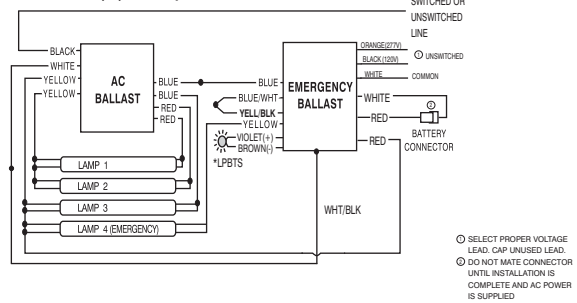 SWITCHED OR
UNSWITCHED
LINE
BLACK
WHITE
YELLOW
YELLOW
AC
BALLAST
BLUE
BLUE
RED
RED
BLUE
BLUE/WHT
YELL/BLK
YELLOW
VIOLET(+)
BROWN(-)
*LPBTS
EMERGENCY
BALLAST
ORANGE(277V)
BLACK (120V)
① UNSWITCHED
WHITE
COMMON
WHITE
②
RED
BATTERY
CONNECTOR
RED
WHT/BLK
LAMP 1
LAMP 2
LAMP 3
LAMP 4 (EMERGENCY)
① SELECT PROPER VOLTAGE
LEAD. CAP UNUSED LEAD.
② DO NOT MATE CONNECTOR
UNTIL INSTALLATION IS
COMPLETE AND AC POWER
IS SUPPLIED